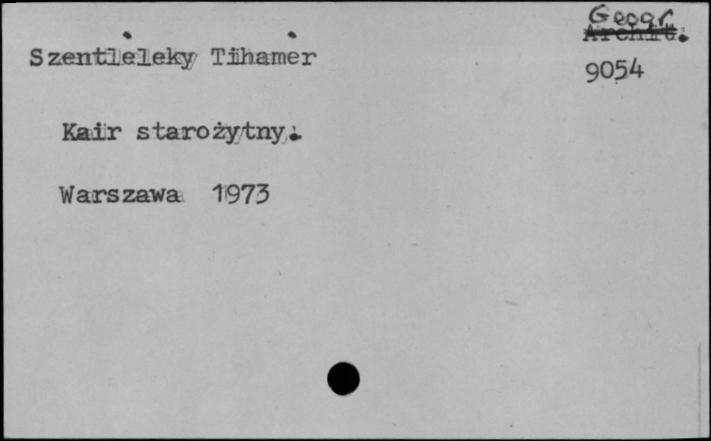 Geogr.
Archit.
Szentléleky Tihamér
9054
Kair starożytny.
Warszawa 1973